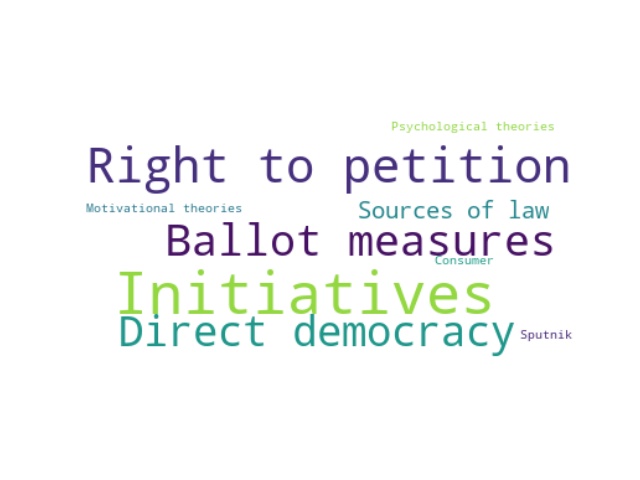 Psychological theories
Right to petition
Motivational theories
Sources of law
Ballot measures
Consumer
Initiatives
Direct democracy
Sputnik